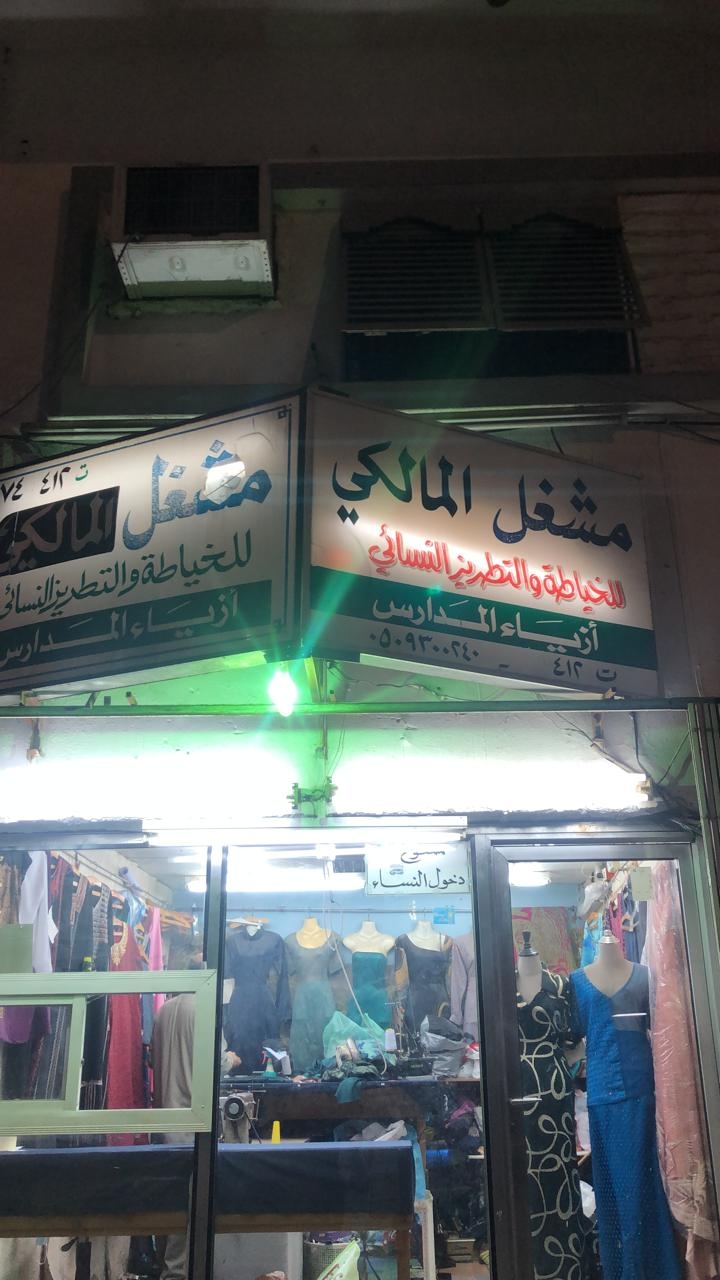 مشغل المالكي
للخياطة والتطريز النسائي
أزياء المدارس
ت ٤١٢ - ٠٥٠٩٣٠٠٢٤٠
ت ٤١٢ ٧٤
مشغل المالكي
للخياطة والتطريز النسائي
أزياء المدارس
دخول النساء